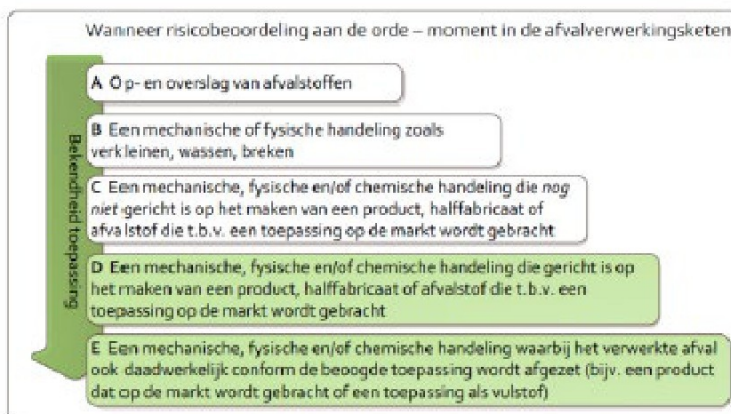 Wanneer risicobeoordeling aan de orde – moment in de afvalverwerkingsketen
Bekendheid toepassing
A Op- en overslag van afvalstoffen
B Een mechanische of fysische handeling zoals
verkleinen, wassen, breken
C Een mechanische, fysische en/of chemische handeling die nog
niet gericht is op het maken van een product, halffabricaat of
afvalstof die t.b.v. een toepassing op de markt wordt gebracht
D Een mechanische, fysische en/of chemische handeling die gericht is op
het maken van een product, halffabricaat of afvalstof die t.b.v. een
toepassing op de markt wordt gebracht
E Een mechanische, fysische en/of chemische handeling waarbij het verwerkte afval
ook daadwerkelijk conform de beoogde toepassing wordt afgezet (bijv. een product
dat op de markt wordt gebracht of een toepassing als vulstof)